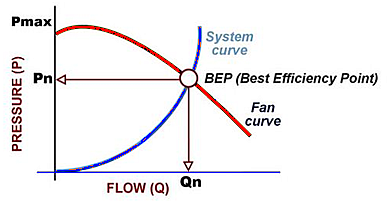 Pmax
System
curve
Pn
BEP (Best Efficiency Point)
Fan
curve
PRESSURE (P)
FLOW (Q)
Qn